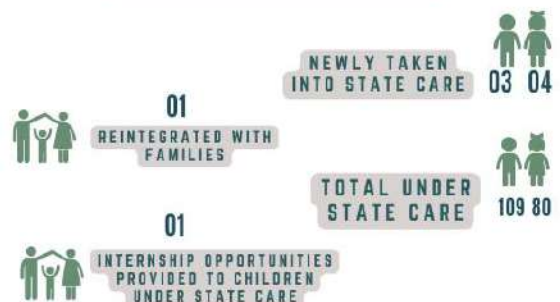 NEWLY TAKEN
INTO STATE CARE
03 04
01
REINTEGRATED WITH
FAMILIES
TOTAL UNDER
STATE CARE
109 80
01
INTERNSHIP OPPORTUNITIES
PROVIDED TO CHILDREN
UNDER STATE CARE